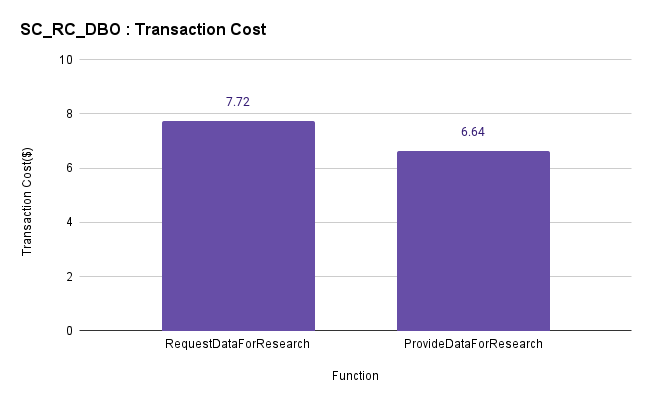 SC_RC_DBO : Transaction Cost
10
8
6
4
2
0
Transaction Cost($)
7.72
6.64
RequestDataForResearch
ProvideDataForResearch
Function